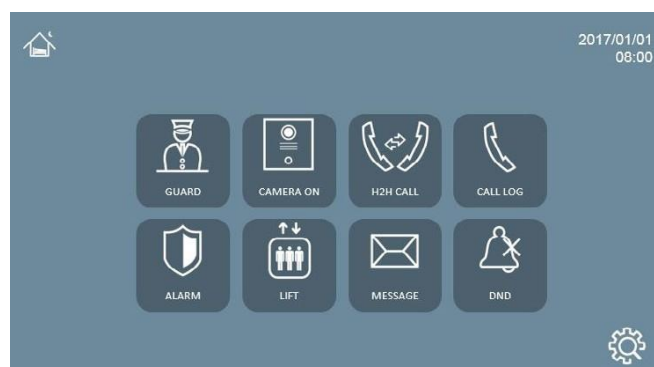 2017/01/01
08:00
GUARD
CAMERA ON
H2H CALL
CALL LOG
ALARM
LIFT
MESSAGE
DND